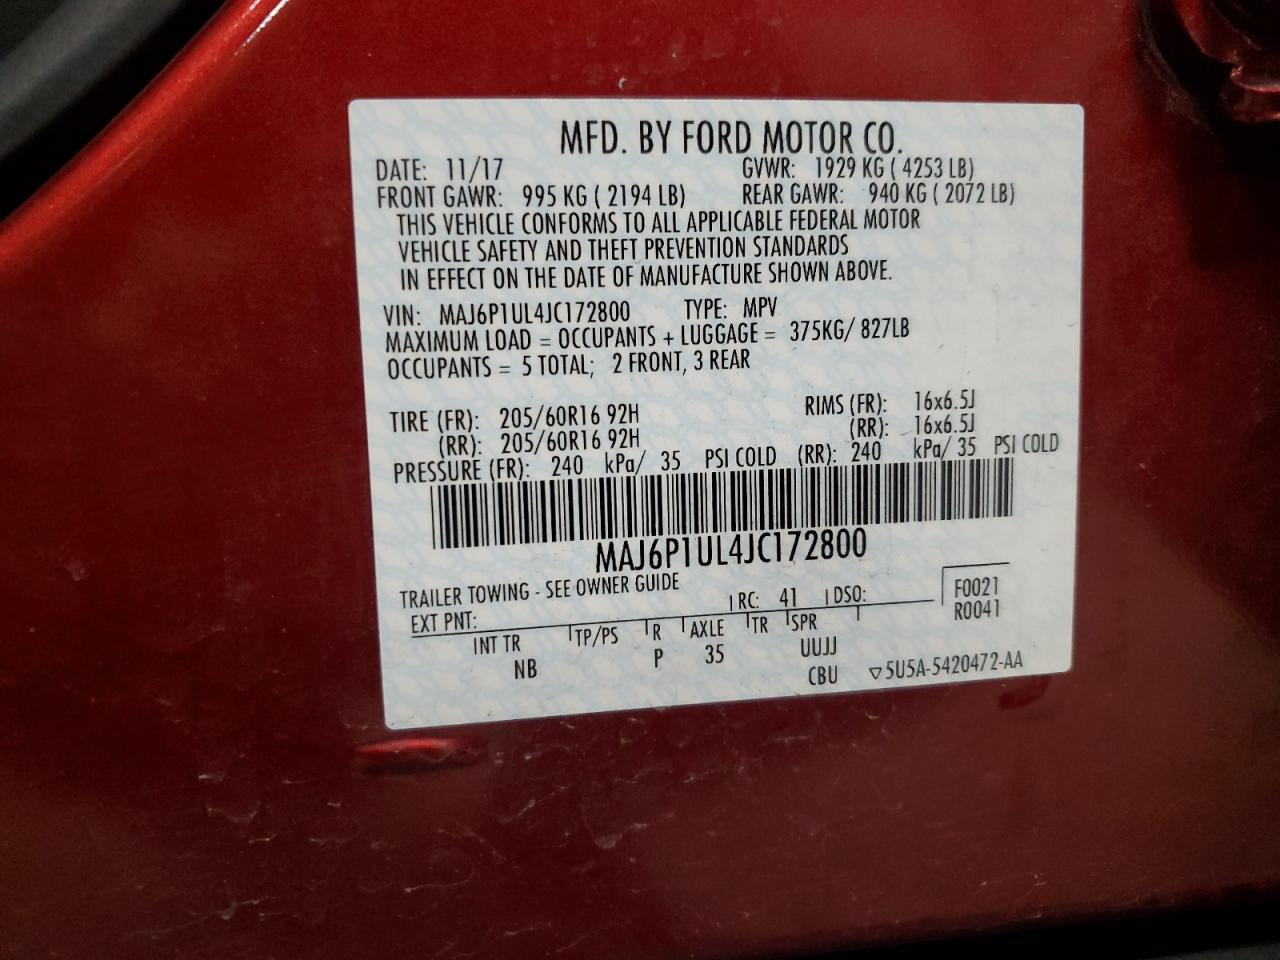 MFD. BY FORD MOTOR CO.
DATE: 11/17 GVWR: 1929 KG ( 4253 LB)
FRONT GAWR: 995 KG ( 2194 LB) REAR GAWR: 940 KG ( 2072 LB)
THIS VEHICLE CONFORMS TO ALL APPLICABLE FEDERAL MOTOR
VEHICLE SAFETY AND THEFT PREVENTION STANDARDS
IN EFFECT ON THE DATE OF MANUFACTURE SHOWN ABOVE.
VIN: MAJ6P1UL4JC172800 TYPE: MPV
MAXIMUM LOAD = OCCUPANTS + LUGGAGE = 375KG/ 827LB
OCCUPANTS = 5 TOTAL; 2 FRONT, 3 REAR
TIRE (FR): 205/60R16 92H RIMS (FR): 16x6.5J
(RR): 205/60R16 92H (RR): 16x6.5J
PRESSURE (FR): 240 kPa/ 35 PSI COLD (RR): 240 kPa/ 35 PSI COLD
MAJ6P1UL4JC172800
TRAILER TOWING - SEE OWNER GUIDE
EXT PNT: RC: 41 DSO: F0021
R0041
INT TR TP/PS R AXLE TR SPR
NB P 35 UUJJ
CBU ▽5U5A-5420472-AA